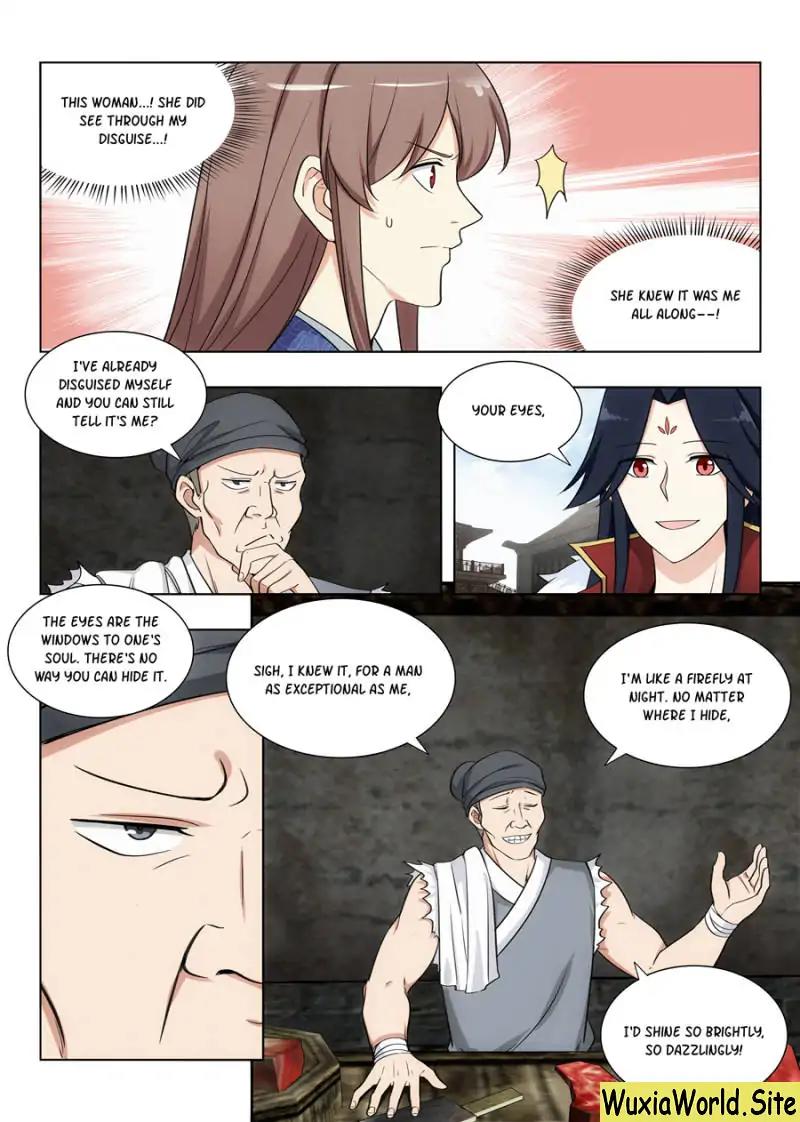 THIS WOMAN...! SHE DID
SEE THROUGH MY
DISGUISE...!
SHE KNEW IT WAS ME
ALL ALONG--!
I'VE ALREADY
DISGUISED MYSELF
AND YOU CAN STILL
TELL IT'S ME?
YOUR EYES,
THE EYES ARE THE
WINDOWS TO ONE'S
SOUL. THERE'S NO
WAY YOU CAN HIDE IT.
SIGH, I KNEW IT, FOR A MAN
AS EXCEPTIONAL AS ME,
I'M LIKE A FIREFLY AT
NIGHT. NO MATTER
WHERE I HIDE,
I'D SHINE SO BRIGHTLY,
SO DAZZLINGLY!
WuxiaWorld.Site